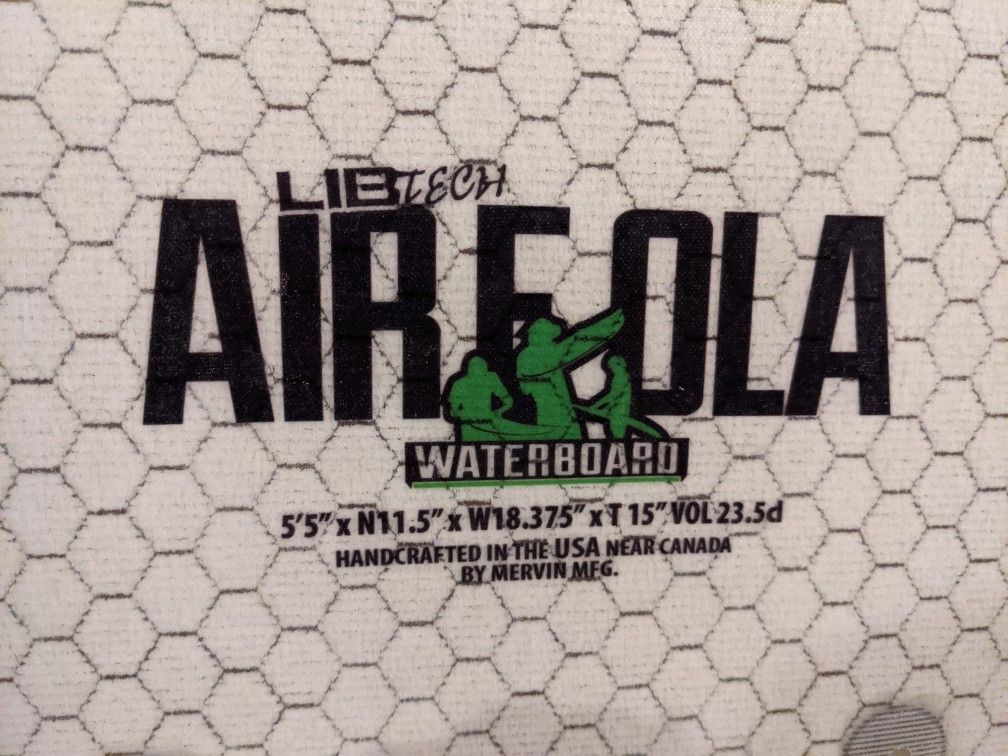 LIBTECH
AIREOLA
WATERBOARD
5'5" x N11.5" x W18.375" x T 15" VOL 23.5d
HANDCRAFTED IN THE USA NEAR CANADA
BY MERVIN MFG.